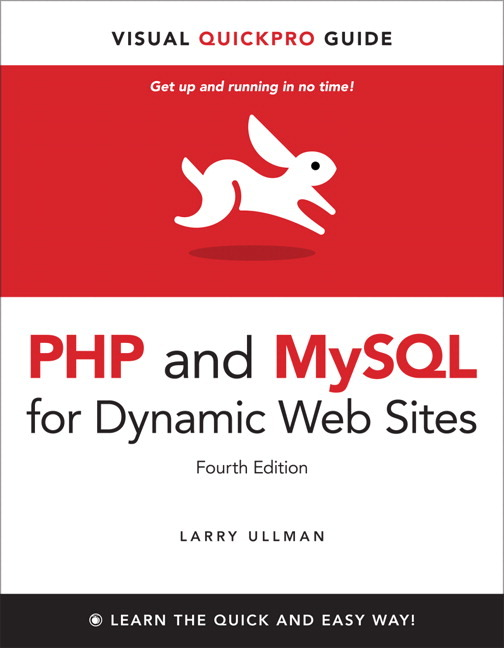 VISUAL QUICKPRO GUIDE
Get up and running in no time!
PHP and MySQL
for Dynamic Web Sites
Fourth Edition
LARRY ULLMAN
LEARN THE QUICK AND EASY WAY!